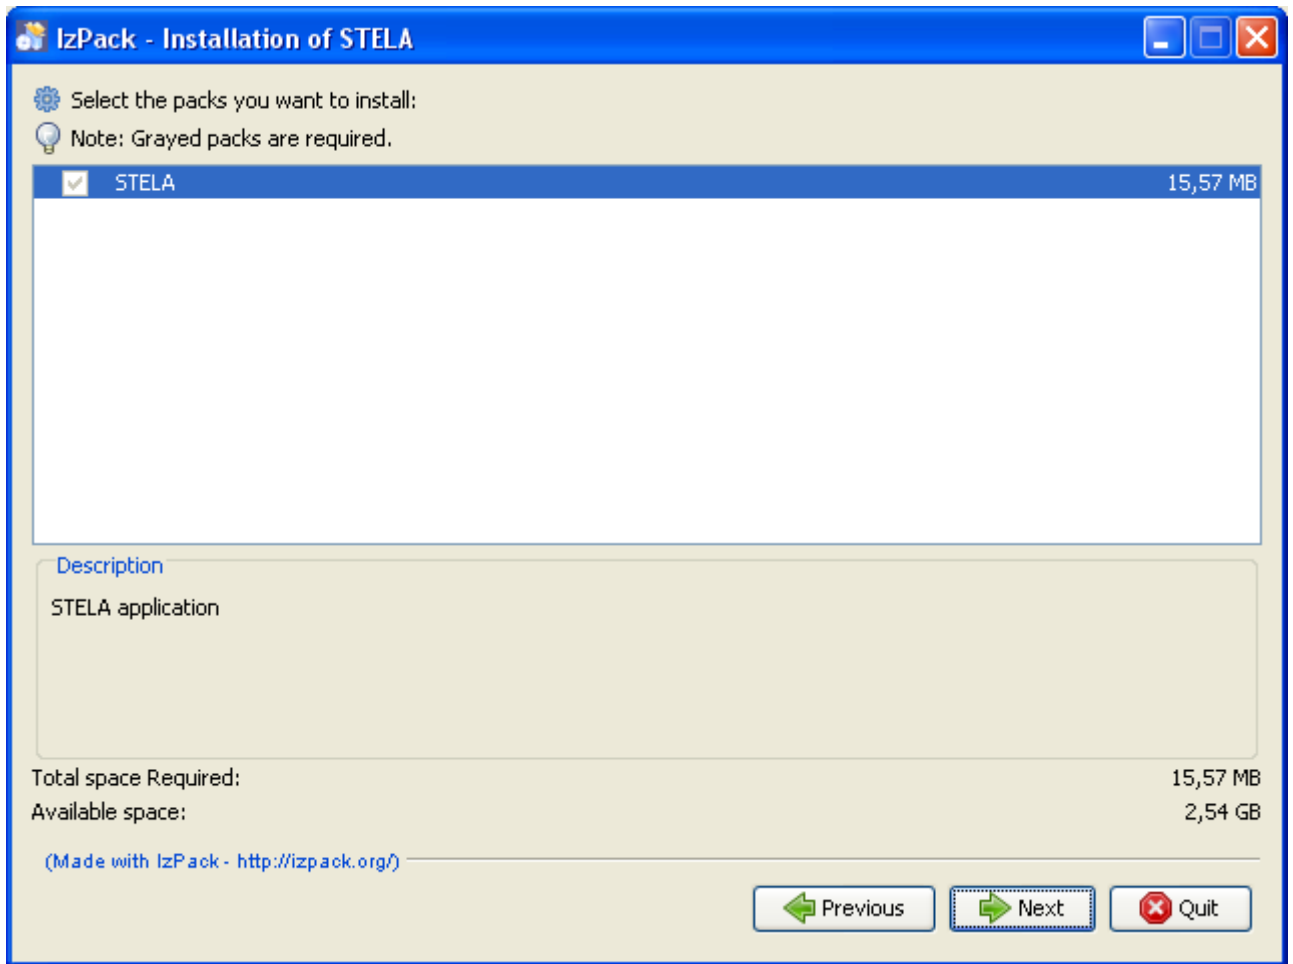 IzPack - Installation of STELA
Select the packs you want to install:
Note: Grayed packs are required.
STELA 15,57 MB
Description
STELA application
Total space Required: 15,57 MB
Available space: 2,54 GB
(Made with IzPack - http://izpack.org/)
Previous Next Quit